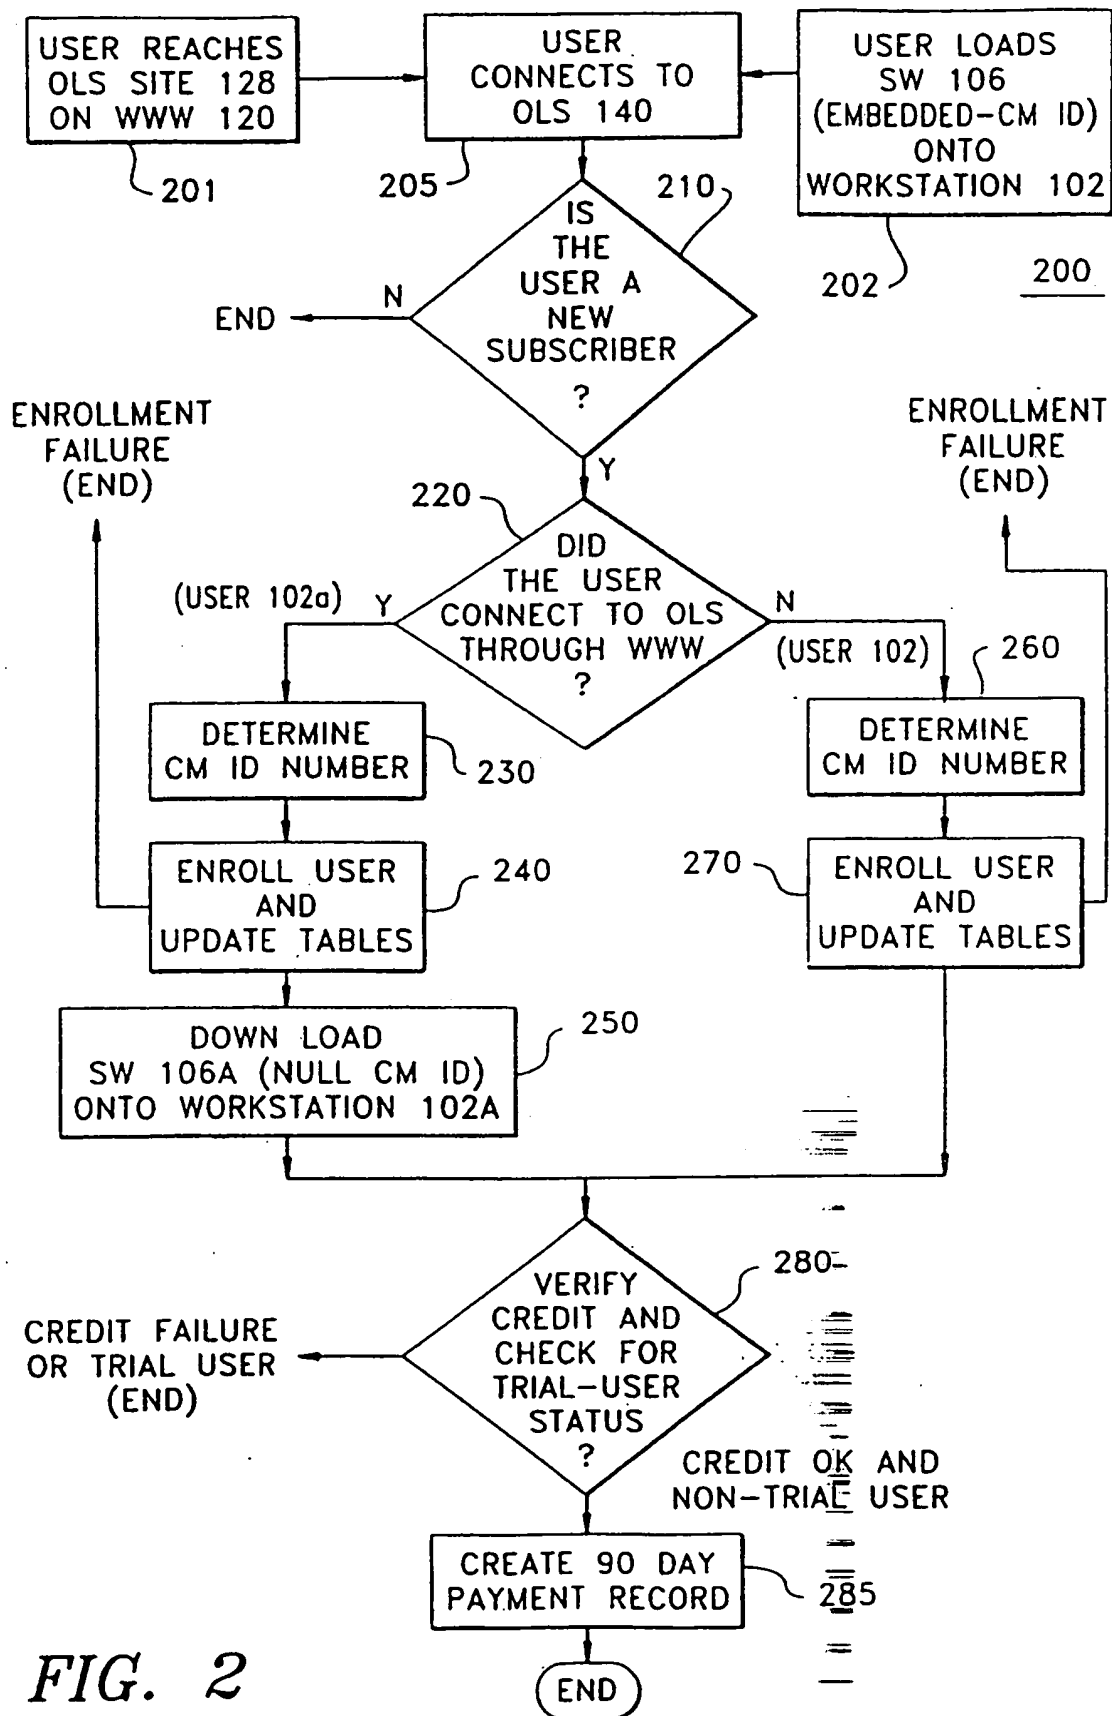 USER REACHES
OLS SITE 128
ON WWW 120
201
USER
CONNECTS TO
OLS 140
205
USER LOADS
SW 106
(EMBEDDED-CM ID)
ONTO
WORKSTATION 102
202
200
210
IS
THE
USER A
NEW
SUBSCRIBER
?
N
END
Y
ENROLLMENT
FAILURE
(END)
ENROLLMENT
FAILURE
(END)
220
DID
THE USER
CONNECT TO OLS
THROUGH WWW
?
(USER 102a)
Y
N
(USER 102)
260
DETERMINE
CM ID NUMBER
230
DETERMINE
CM ID NUMBER
ENROLL USER
AND
UPDATE TABLES
240
270
ENROLL USER
AND
UPDATE TABLES
DOWN LOAD
SW 106A (NULL CM ID)
ONTO WORKSTATION 102A
250
280
VERIFY
CREDIT AND
CHECK FOR
TRIAL-USER
STATUS
?
CREDIT FAILURE
OR TRIAL USER
(END)
CREDIT OK AND
NON-TRIAL USER
CREATE 90 DAY
PAYMENT RECORD
285
END
FIG. 2